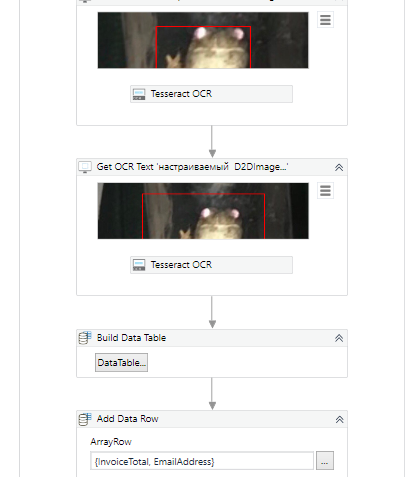 Tesseract OCR
Get OCR Text 'настраиваемый  D2DImage...'
Tesseract OCR
Build Data Table
DataTable...
Add Data Row
ArrayRow
{InvoiceTotal, EmailAddress}
...